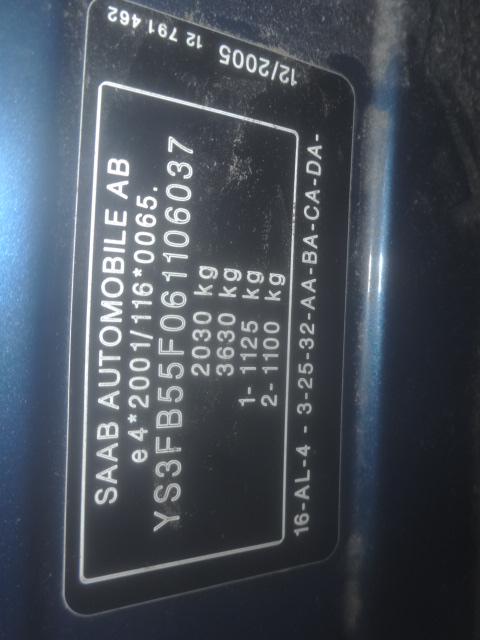 SAAB AUTOMOBILE AB
e4*2001/116*0065.
YS3FB55F061106037
2030 kg
3630 kg
1- 1125 kg
2- 1100 kg
16-AL-4 - 3-25-32-AA-BA-CA-DA-
12/2005
12 791 462